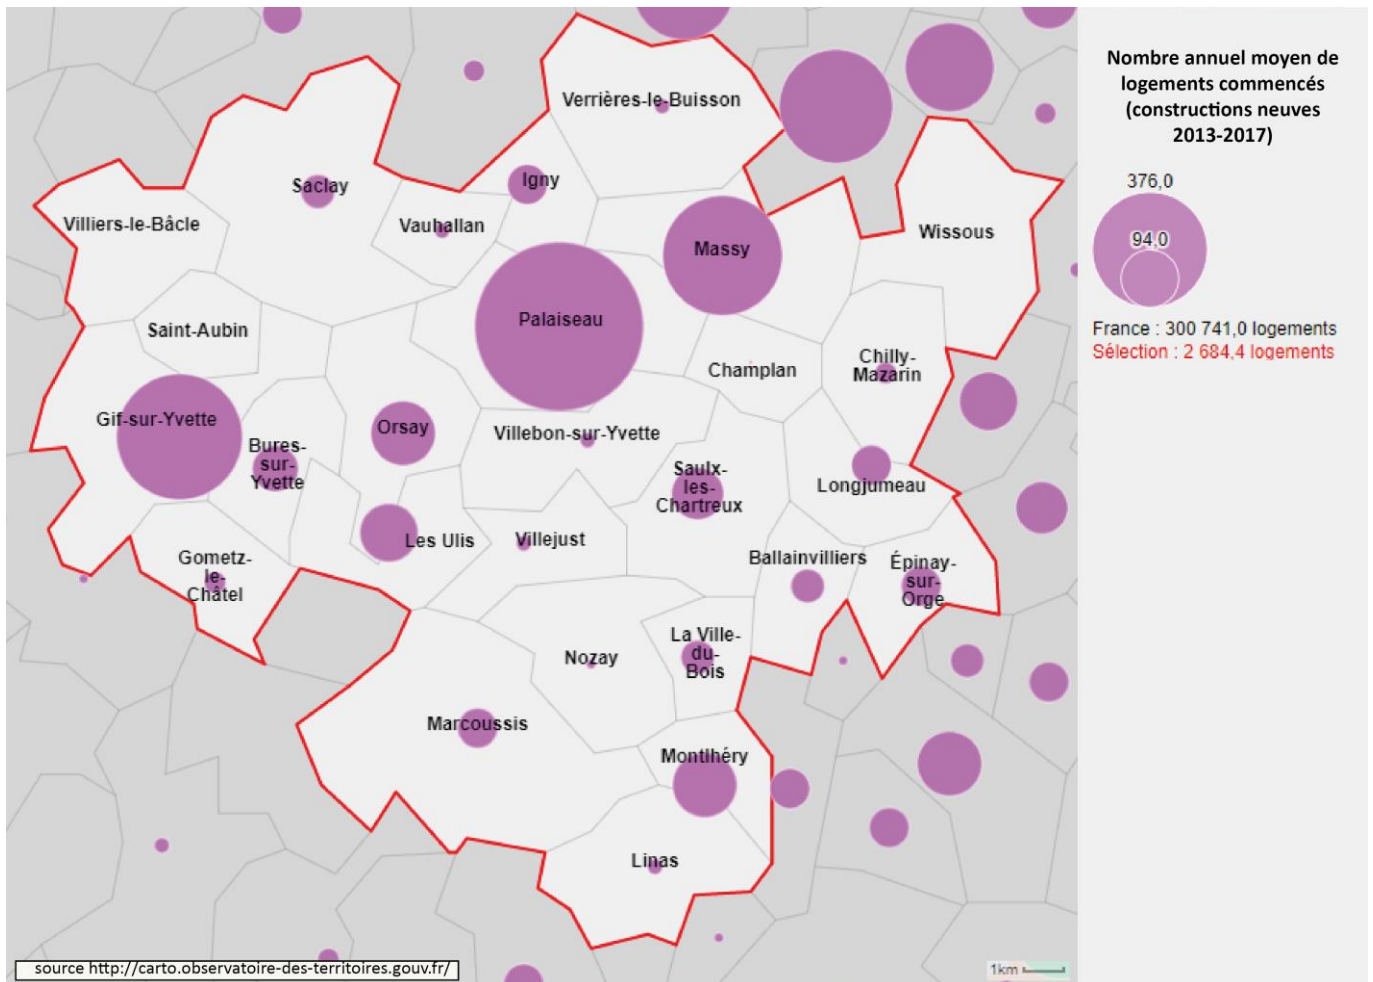 Nombre annuel moyen de
logements commencés
(constructions neuves
2013-2017)
376,0
94,0
France : 300 741,0 logements
Sélection : 2 684,4 logements
Verrières-le-Buisson
Igny
Saclay
Vauhallan
Villiers-le-Bâcle
Wissous
Massy
Palaiseau
Saint-Aubin
Champlan
Chilly-
Mazarin
Gif-sur-Yvette
Orsay
Villebon-sur-Yvette
Bures-
sur-
Yvette
Saulx-
les-
Chartreux
Longjumeau
Les Ulis
Villejust
Ballainvilliers
Épinay-
sur-
Orge
Gometz-
le-
Châtel
La Ville-
du-
Bois
Nozay
Marcoussis
Montlhéry
Linas
source http://carto.observatoire-des-territoires.gouv.fr/
1km